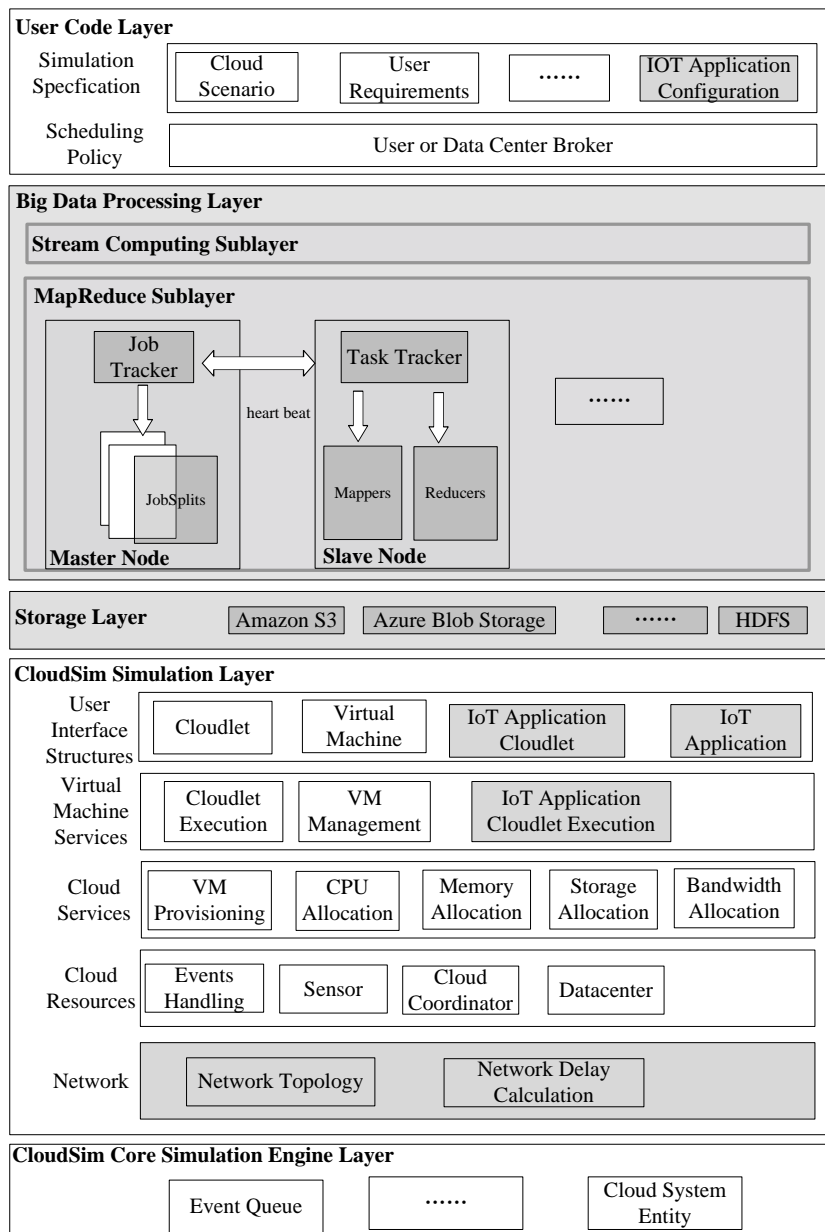 User Code Layer
Simulation
Specfication
Cloud
Scenario
User
Requirements
......
IOT Application
Configuration
Scheduling
Policy
User or Data Center Broker
Big Data Processing Layer
Stream Computing Sublayer
MapReduce Sublayer
Job
Tracker
heart beat
Task Tracker
JobSplits
Mappers
Reducers
Master Node
Slave Node
......
Storage Layer
Amazon S3
Azure Blob Storage
......
HDFS
CloudSim Simulation Layer
User
Interface
Structures
Cloudlet
Virtual
Machine
IoT Application
Cloudlet
IoT
Application
Virtual
Machine
Services
Cloudlet
Execution
VM
Management
IoT Application
Cloudlet Execution
Cloud
Services
VM
Provisioning
CPU
Allocation
Memory
Allocation
Storage
Allocation
Bandwidth
Allocation
Cloud
Resources
Events
Handling
Sensor
Cloud
Coordinator
Datacenter
Network
Network Topology
Network Delay
Calculation
CloudSim Core Simulation Engine Layer
Event Queue
......
Cloud System
Entity